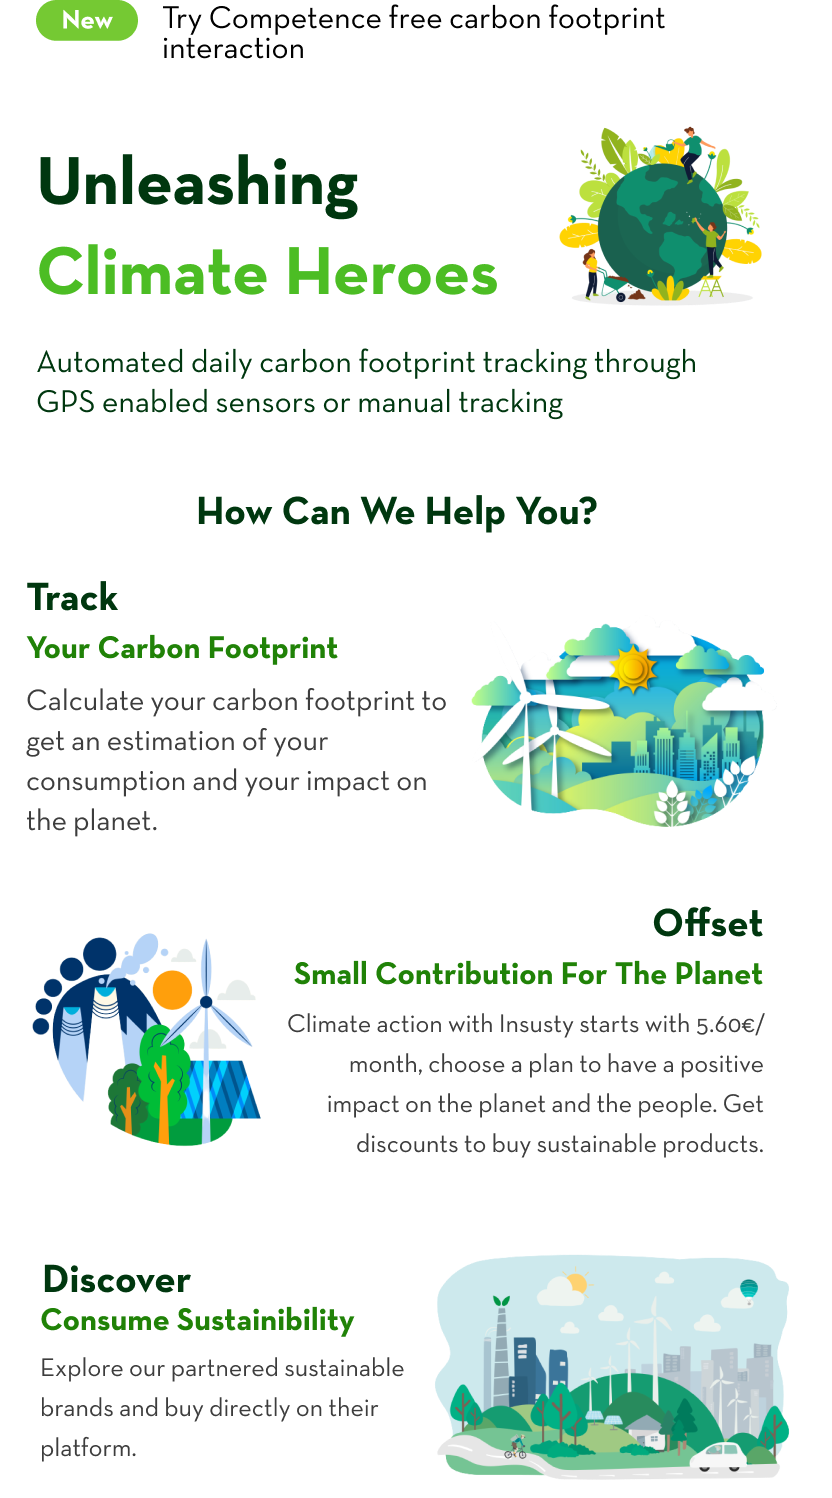 New
Try Competence free carbon footprint
interaction
Unleashing
Climate Heroes
Automated daily carbon footprint tracking through
GPS enabled sensors or manual tracking
How Can We Help You?
Track
Your Carbon Footprint
Calculate your carbon footprint to
get an estimation of your
consumption and your impact on
the planet.
Offset
Small Contribution For The Planet
Climate action with Insusty starts with 5.60€/
month, choose a plan to have a positive
impact on the planet and the people. Get
discounts to buy sustainable products.
Discover
Consume Sustainibility
Explore our partnered sustainable
brands and buy directly on their
platform.